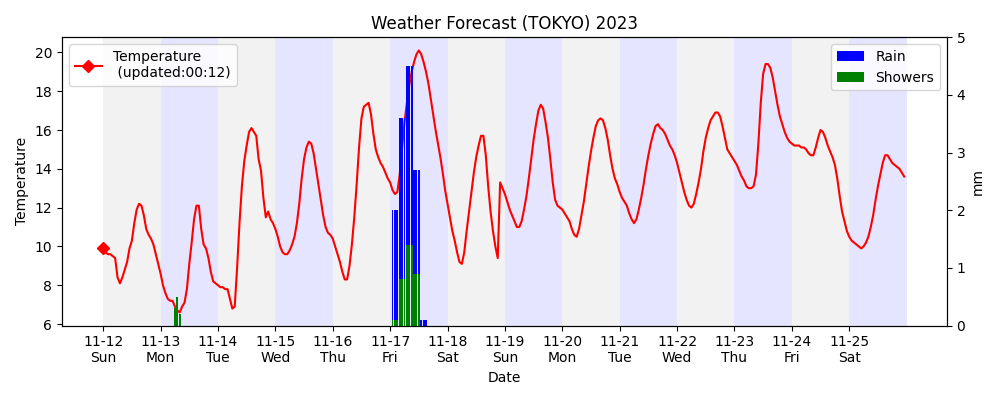 Weather Forecast (TOKYO) 2023
Temperature
(updated:00:12)
Rain
Showers
Temperature
20
18
16
14
12
10
8
6
5
4
3
2
1
0
mm
11-12 11-13 11-14 11-15 11-16 11-17 11-18 11-19 11-20 11-21 11-22 11-23 11-24 11-25
Sun Mon Tue Wed Thu Fri Sat Sun Mon Tue Wed Thu Fri Sat
Date